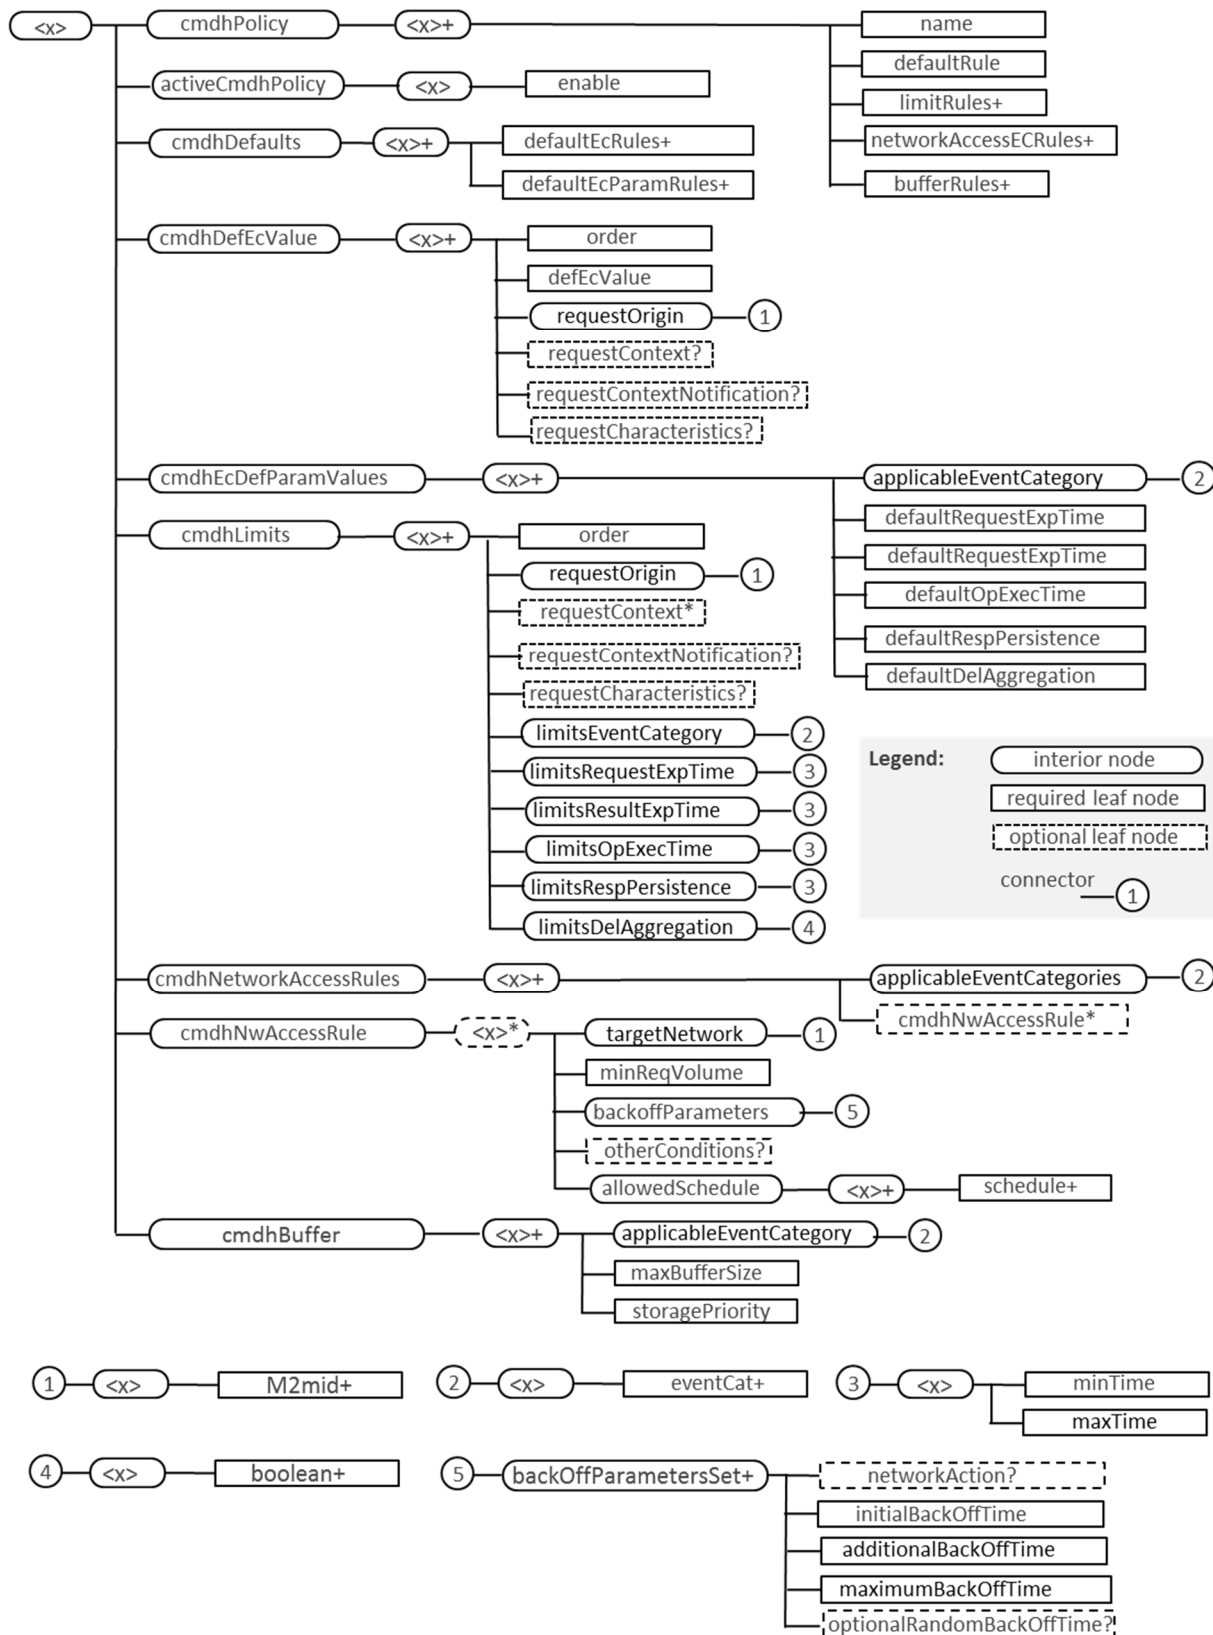 <x>
cmdhPolicy <x>+ name
defaultRule
activeCmdhPolicy <x> enable
limitRules+
cmdhDefaults <x>+ defaultEcRules+ networkAccessECRules+
defaultEcParamRules+ bufferRules+
cmdhDefEcValue <x>+ order
defEcValue
requestOrigin 1
requestContext?
requestContextNotification?
requestCharacteristics?
cmdhEcDefParamValues <x>+ applicableEventCategory 2
defaultRequestExpTime
cmdhLimits <x>+ order
defaultRequestExpTime
requestOrigin 1
defaultOpExecTime
requestContext*
defaultRespPersistence
requestContextNotification?
defaultDelAggregation
requestCharacteristics?
limitsEventCategory 2
limitsRequestExpTime 3
limitsResultExpTime 3
limitsOpExecTime 3
limitsRespPersistence 3
limitsDelAggregation 4
Legend: interior node
required leaf node
optional leaf node
connector
1
cmdhNetworkAccessRules <x>+ applicableEventCategories 2
cmdhNwAccessRule*
cmdhNwAccessRule <x>* targetNetwork 1
minReqVolume
backoffParameters 5
otherConditions?
allowedSchedule <x>+ schedule+
cmdhBuffer <x>+ applicableEventCategory 2
maxBufferSize
storagePriority
1 <x> M2mid+
2 <x> eventCat+
3 <x> minTime
maxTime
4 <x> boolean+
5 backOffParametersSet+ networkAction?
initialBackOffTime
additionalBackOffTime
maximumBackOffTime
optionalRandomBackOffTime?